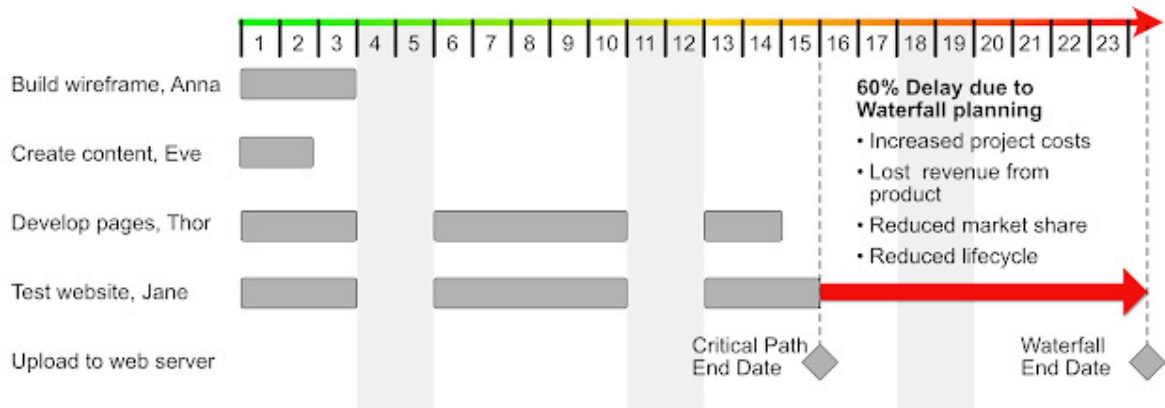 1 2 3 4 5 6 7 8 9 10 11 12 13 14 15 16 17 18 19 20 21 22 23
Build wireframe, Anna
60% Delay due to
Waterfall planning
• Increased project costs
Create content, Eve
• Lost revenue from
product
Develop pages, Thor
• Reduced market share
• Reduced lifecycle
Test website, Jane
Upload to web server
Critical Path
End Date
Waterfall
End Date